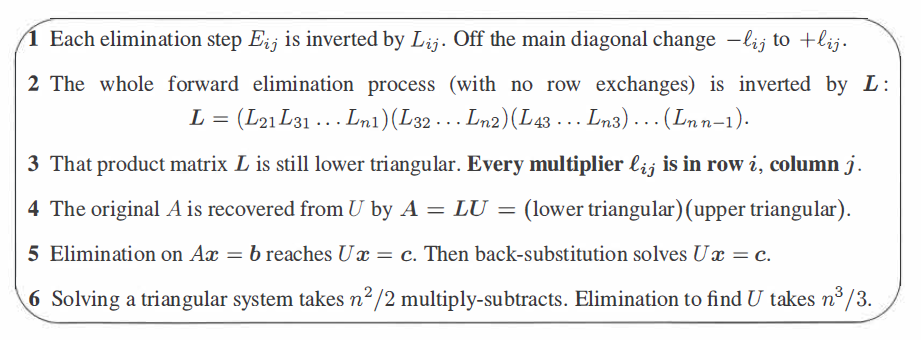 1 Each elimination step $E_{ij}$ is inverted by $L_{ij}$. Off the main diagonal change $-\ell_{ij}$ to $+\ell_{ij}$.
2 The whole forward elimination process (with no row exchanges) is inverted by $\boldsymbol{L}$:
$\boldsymbol{L} = (L_{21}L_{31} \ldots L_{n1})(L_{32} \ldots L_{n2})(L_{43} \ldots L_{n3}) \ldots (L_{n\,n-1}).$
3 That product matrix $\boldsymbol{L}$ is still lower triangular. **Every multiplier $\boldsymbol{\ell_{ij}}$ is in row $\boldsymbol{i}$, column $\boldsymbol{j}$.**
4 The original $A$ is recovered from $U$ by $\boldsymbol{A} = \boldsymbol{LU}$ = (lower triangular)(upper triangular).
5 Elimination on $A\boldsymbol{x} = \boldsymbol{b}$ reaches $U\boldsymbol{x} = \boldsymbol{c}$. Then back-substitution solves $U\boldsymbol{x} = \boldsymbol{c}$.
6 Solving a triangular system takes $n^2/2$ multiply-subtracts. Elimination to find $U$ takes $n^3/3$.